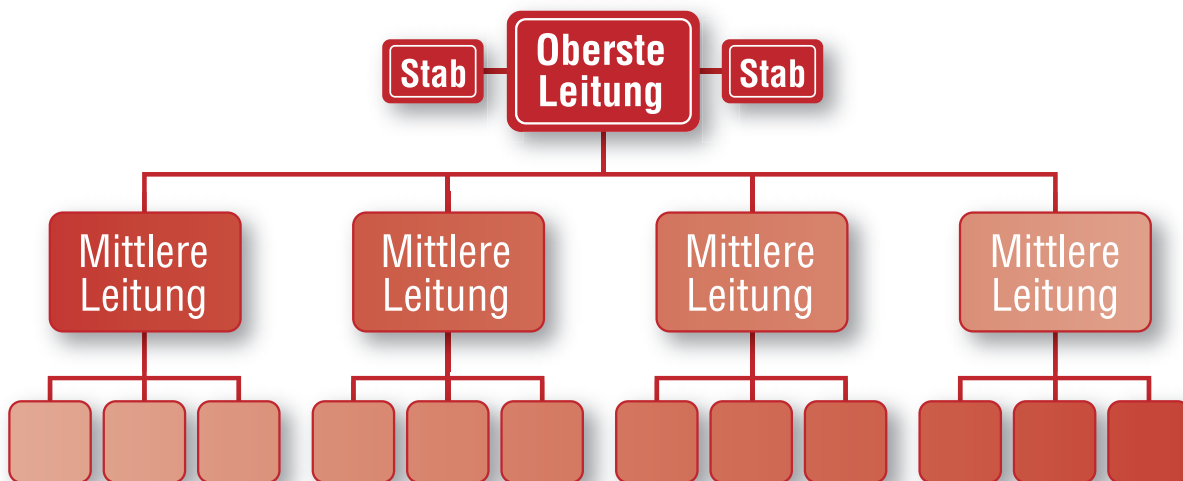 Stab
Oberste
Leitung
Stab
Mittlere
Leitung
Mittlere
Leitung
Mittlere
Leitung
Mittlere
Leitung